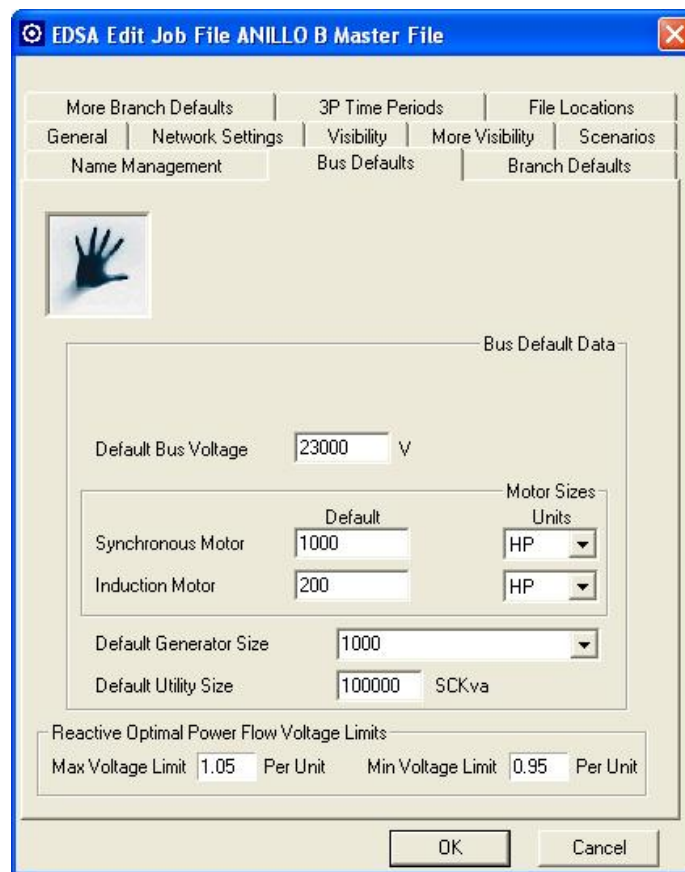 EDSA Edit Job File ANILLO B Master File
More Branch Defaults 3P Time Periods File Locations
General Network Settings Visibility More Visibility Scenarios
Name Management Bus Defaults Branch Defaults
Bus Default Data
Default Bus Voltage 23000 V
Motor Sizes
Default Units
Synchronous Motor 1000 HP
Induction Motor 200 HP
Default Generator Size 1000
Default Utility Size 100000 SCKva
Reactive Optimal Power Flow Voltage Limits
Max Voltage Limit 1.05 Per Unit Min Voltage Limit 0.95 Per Unit
OK Cancel